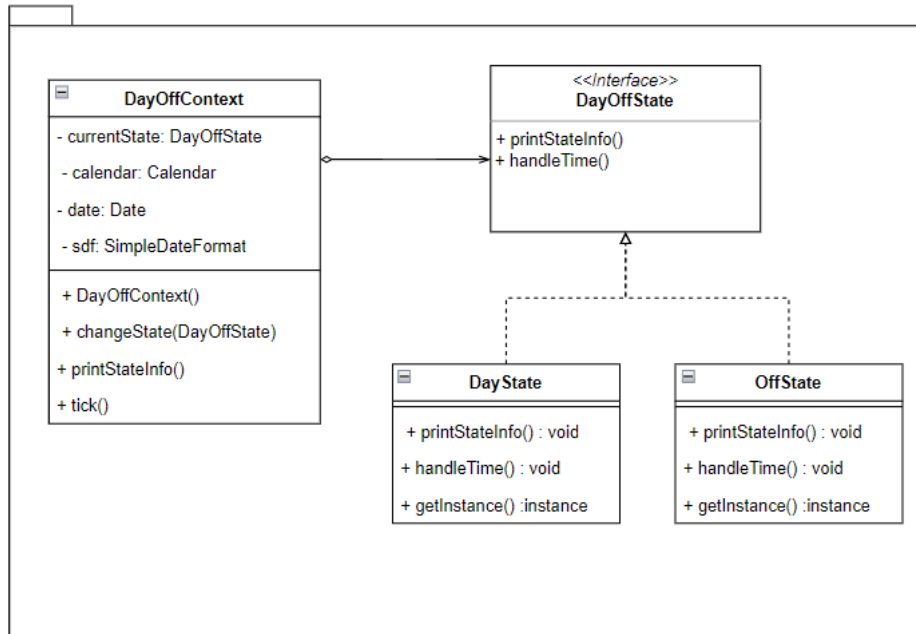 DayOffContext
- currentState: DayOffState
- calendar: Calendar
- date: Date
- sdf: SimpleDateFormat
+ DayOffContext()
+ changeState(DayOffState)
+ printStateInfo()
+ tick()
<<Interface>>
DayOffState
+ printStateInfo()
+ handleTime()
DayState
+ printStateInfo() : void
+ handleTime() : void
+ getInstance() :instance
OffState
+ printStateInfo() : void
+ handleTime() : void
+ getInstance() :instance